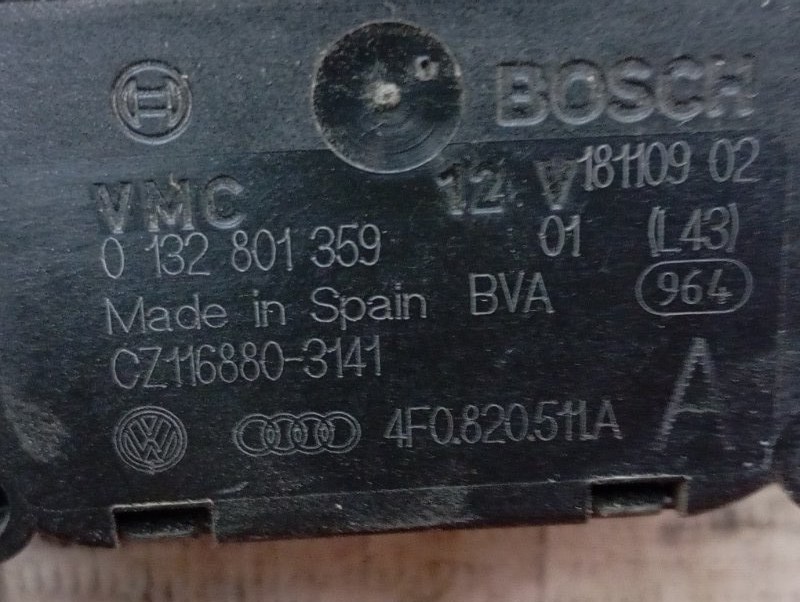 BOSCH
VMC 12 V 181109 02
0 132 801 359 01 (L43)
Made in Spain BVA 964
CZ116880-3141 A
4F0.820.511.A